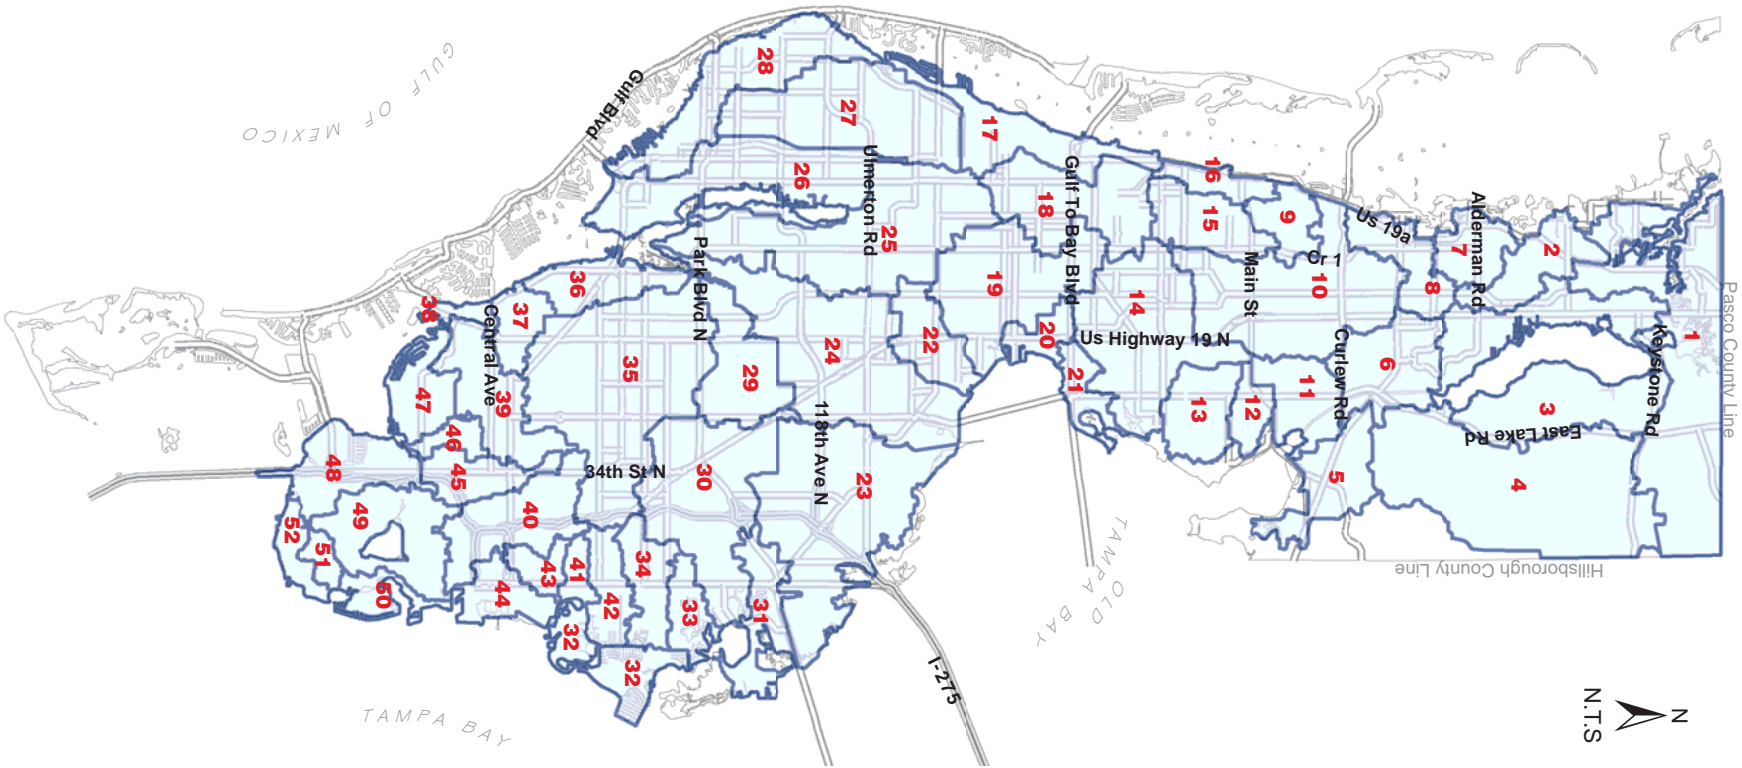 Pasco County Line
1
Keystone Rd
2
Alderman Rd
7
8
3
East Lake Rd
4
Us 19a
Cr 1
6
Curlew Rd
5
Hillsborough County Line
9
10
11
16
15
Main St
12
13
14
Us Highway 19 N
17
18
Gulf To Bay Blvd
19
20
21
22
OLD
TAMPA BAY
27
28
26
Ulmerton Rd
25
24
23
118th Ave N
29
Park Blvd N
Gulf Blvd
GULF OF MEXICO
36
35
37
38
Central Ave
39
47
46
45
34th St N
30
31
I-275
33
34
42
41
43
32
32
44
40
48
49
50
51
52
TAMPA BAY
N
N.T.S